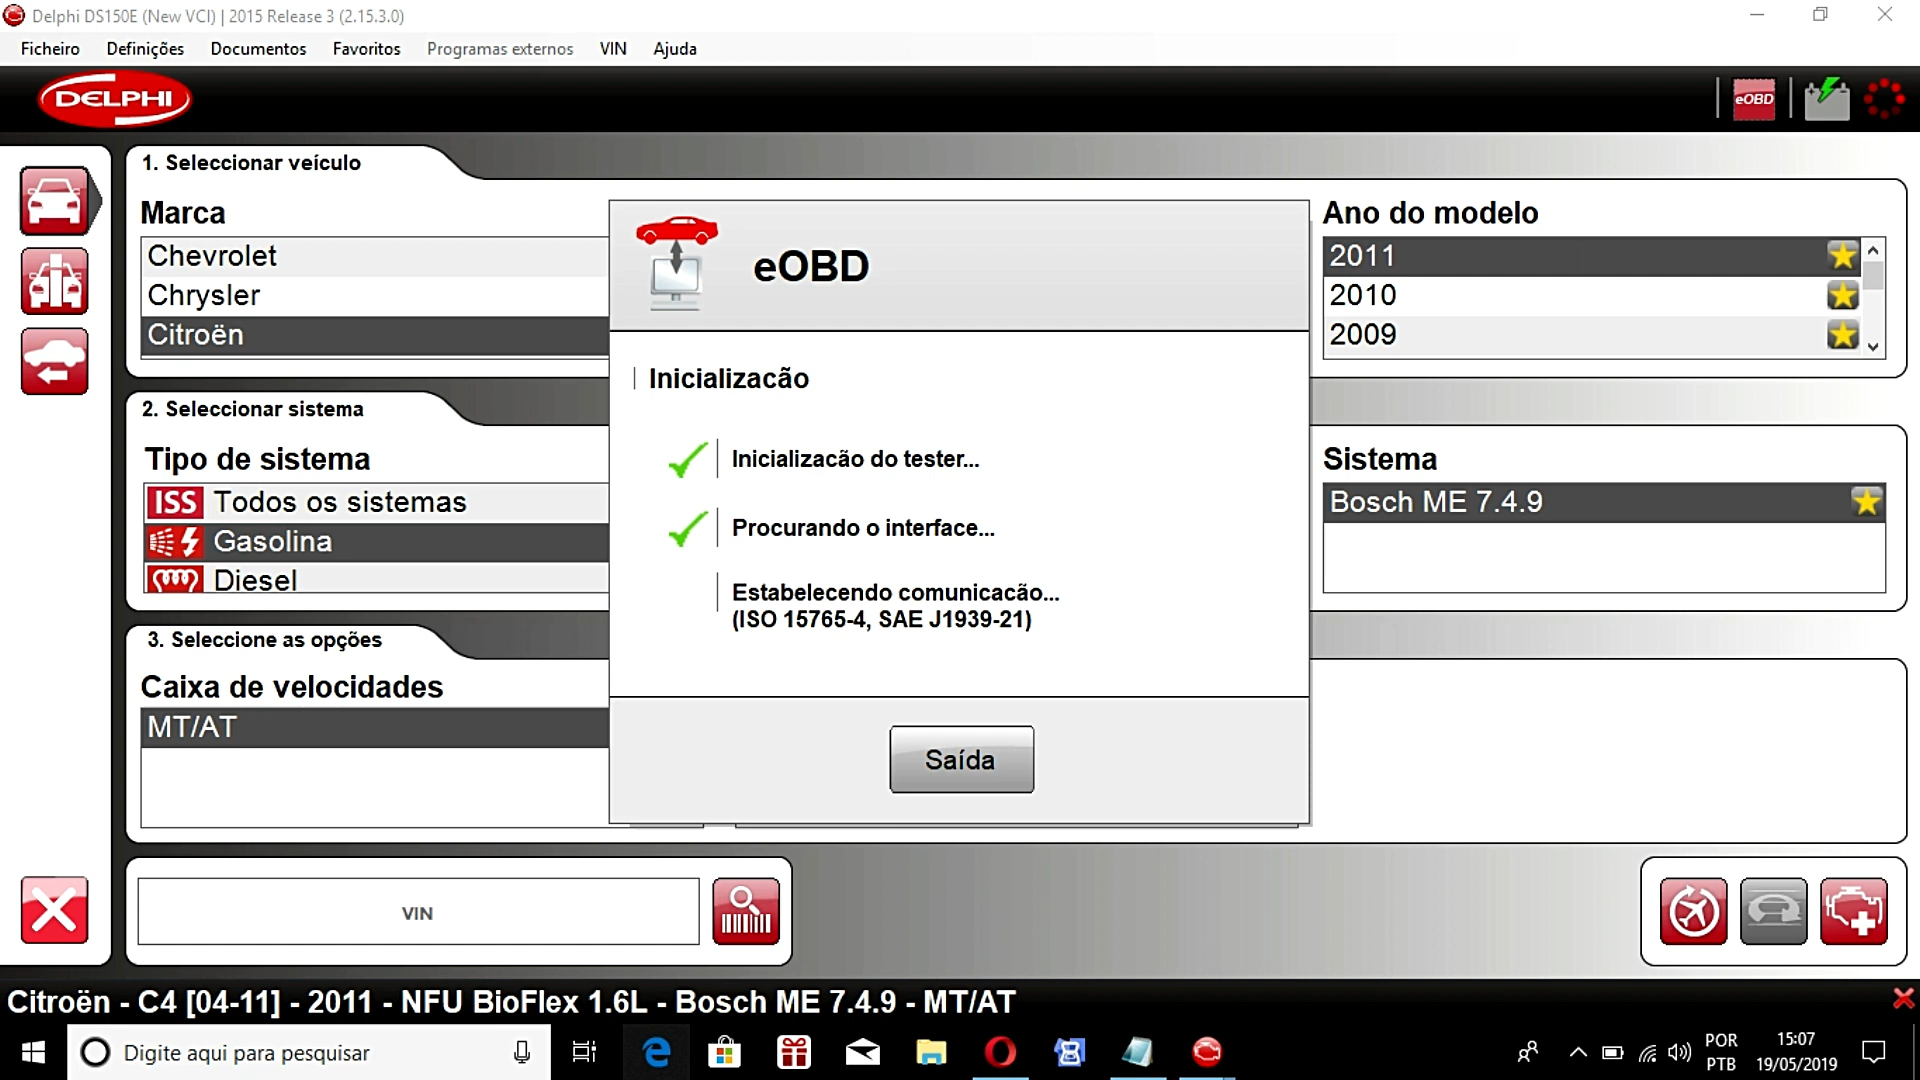 Delphi DS150E (New VCI) | 2015 Release 3 (2.15.3.0)
Ficheiro Definições Documentos Favoritos Programas externos VIN Ajuda
DELPHI
eOBD
1. Seleccionar veículo
Marca
Chevrolet
Chrysler
Citroën
Ano do modelo
2011
2010
2009
eOBD
Inicializacão
Inicializacão do tester...
Procurando o interface...
Estabelecendo comunicacão...
(ISO 15765-4, SAE J1939-21)
Saída
2. Seleccionar sistema
Tipo de sistema
ISS Todos os sistemas
Gasolina
Diesel
Sistema
Bosch ME 7.4.9
3. Seleccione as opções
Caixa de velocidades
MT/AT
VIN
Citroën - C4 [04-11] - 2011 - NFU BioFlex 1.6L - Bosch ME 7.4.9 - MT/AT
Digite aqui para pesquisar
POR
PTB
15:07
19/05/2019